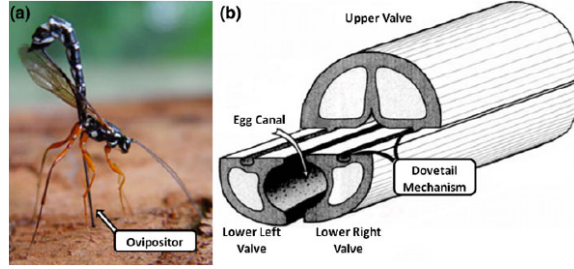 (a)
Ovipositor
(b)
Upper Valve
Egg Canal
Dovetail
Mechanism
Lower Left
Valve
Lower Right
Valve